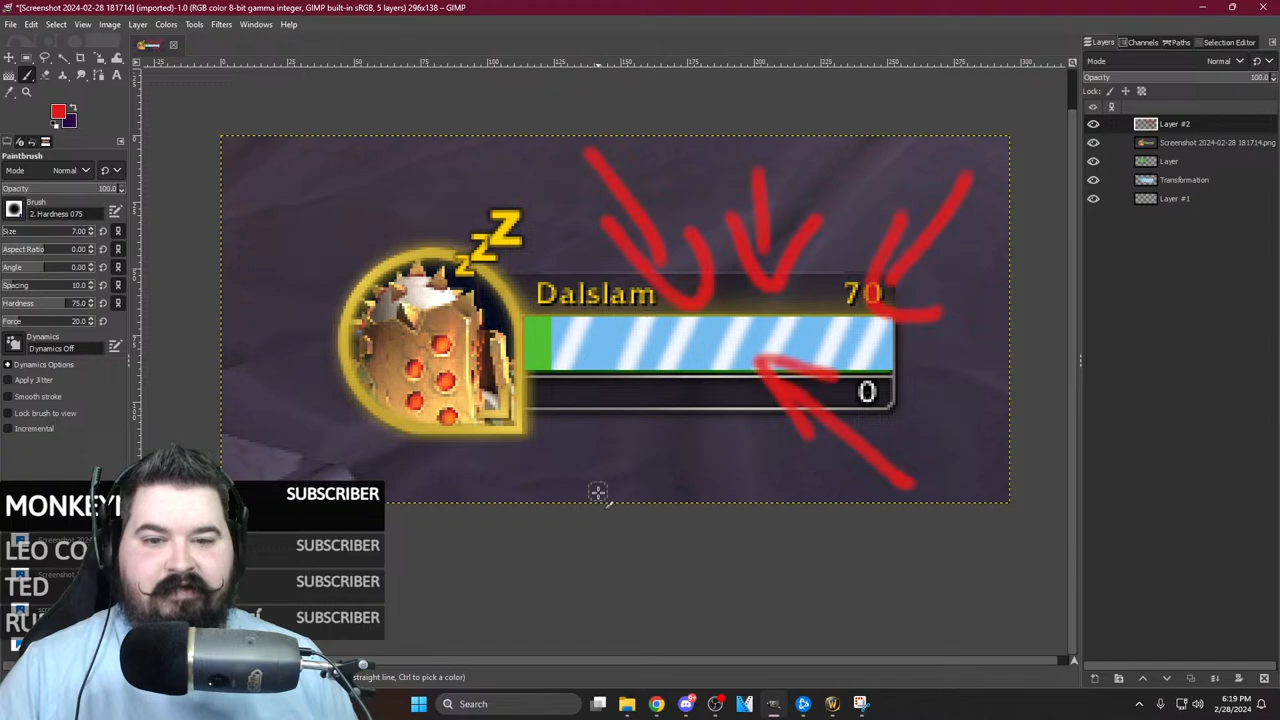 *[Screenshot 2024-02-28 181714] (imported)-1.0 (RGB color 8-bit gamma integer, GIMP built-in sRGB, 5 layers) 296x138 – GIMP
File Edit Select View Image Layer Colors Tools Filters Windows Help
Layers Channels Paths Selection Editor
Mode Normal
Opacity 100.0
Lock:
Layer #2
Screenshot 2024-02-28 181714.png
Layer
Transformation
Layer #1
Paintbrush
Mode Normal
Opacity 100.0
Brush
2. Hardness 075
Size 7.00
Aspect Ratio 0.00
Angle 0.00
Spacing 10.0
Hardness 75.0
Force 20.0
Dynamics
Dynamics Off
Dynamics Options
Apply Jitter
Smooth stroke
Lock brush to view
Incremental
z z Z
Dalslam 70
0
SUBSCRIBER
LEO CO SUBSCRIBER
TED SUBSCRIBER
SUBSCRIBER
straight line, Ctrl to pick a color)
Search
6:19 PM
2/28/2024